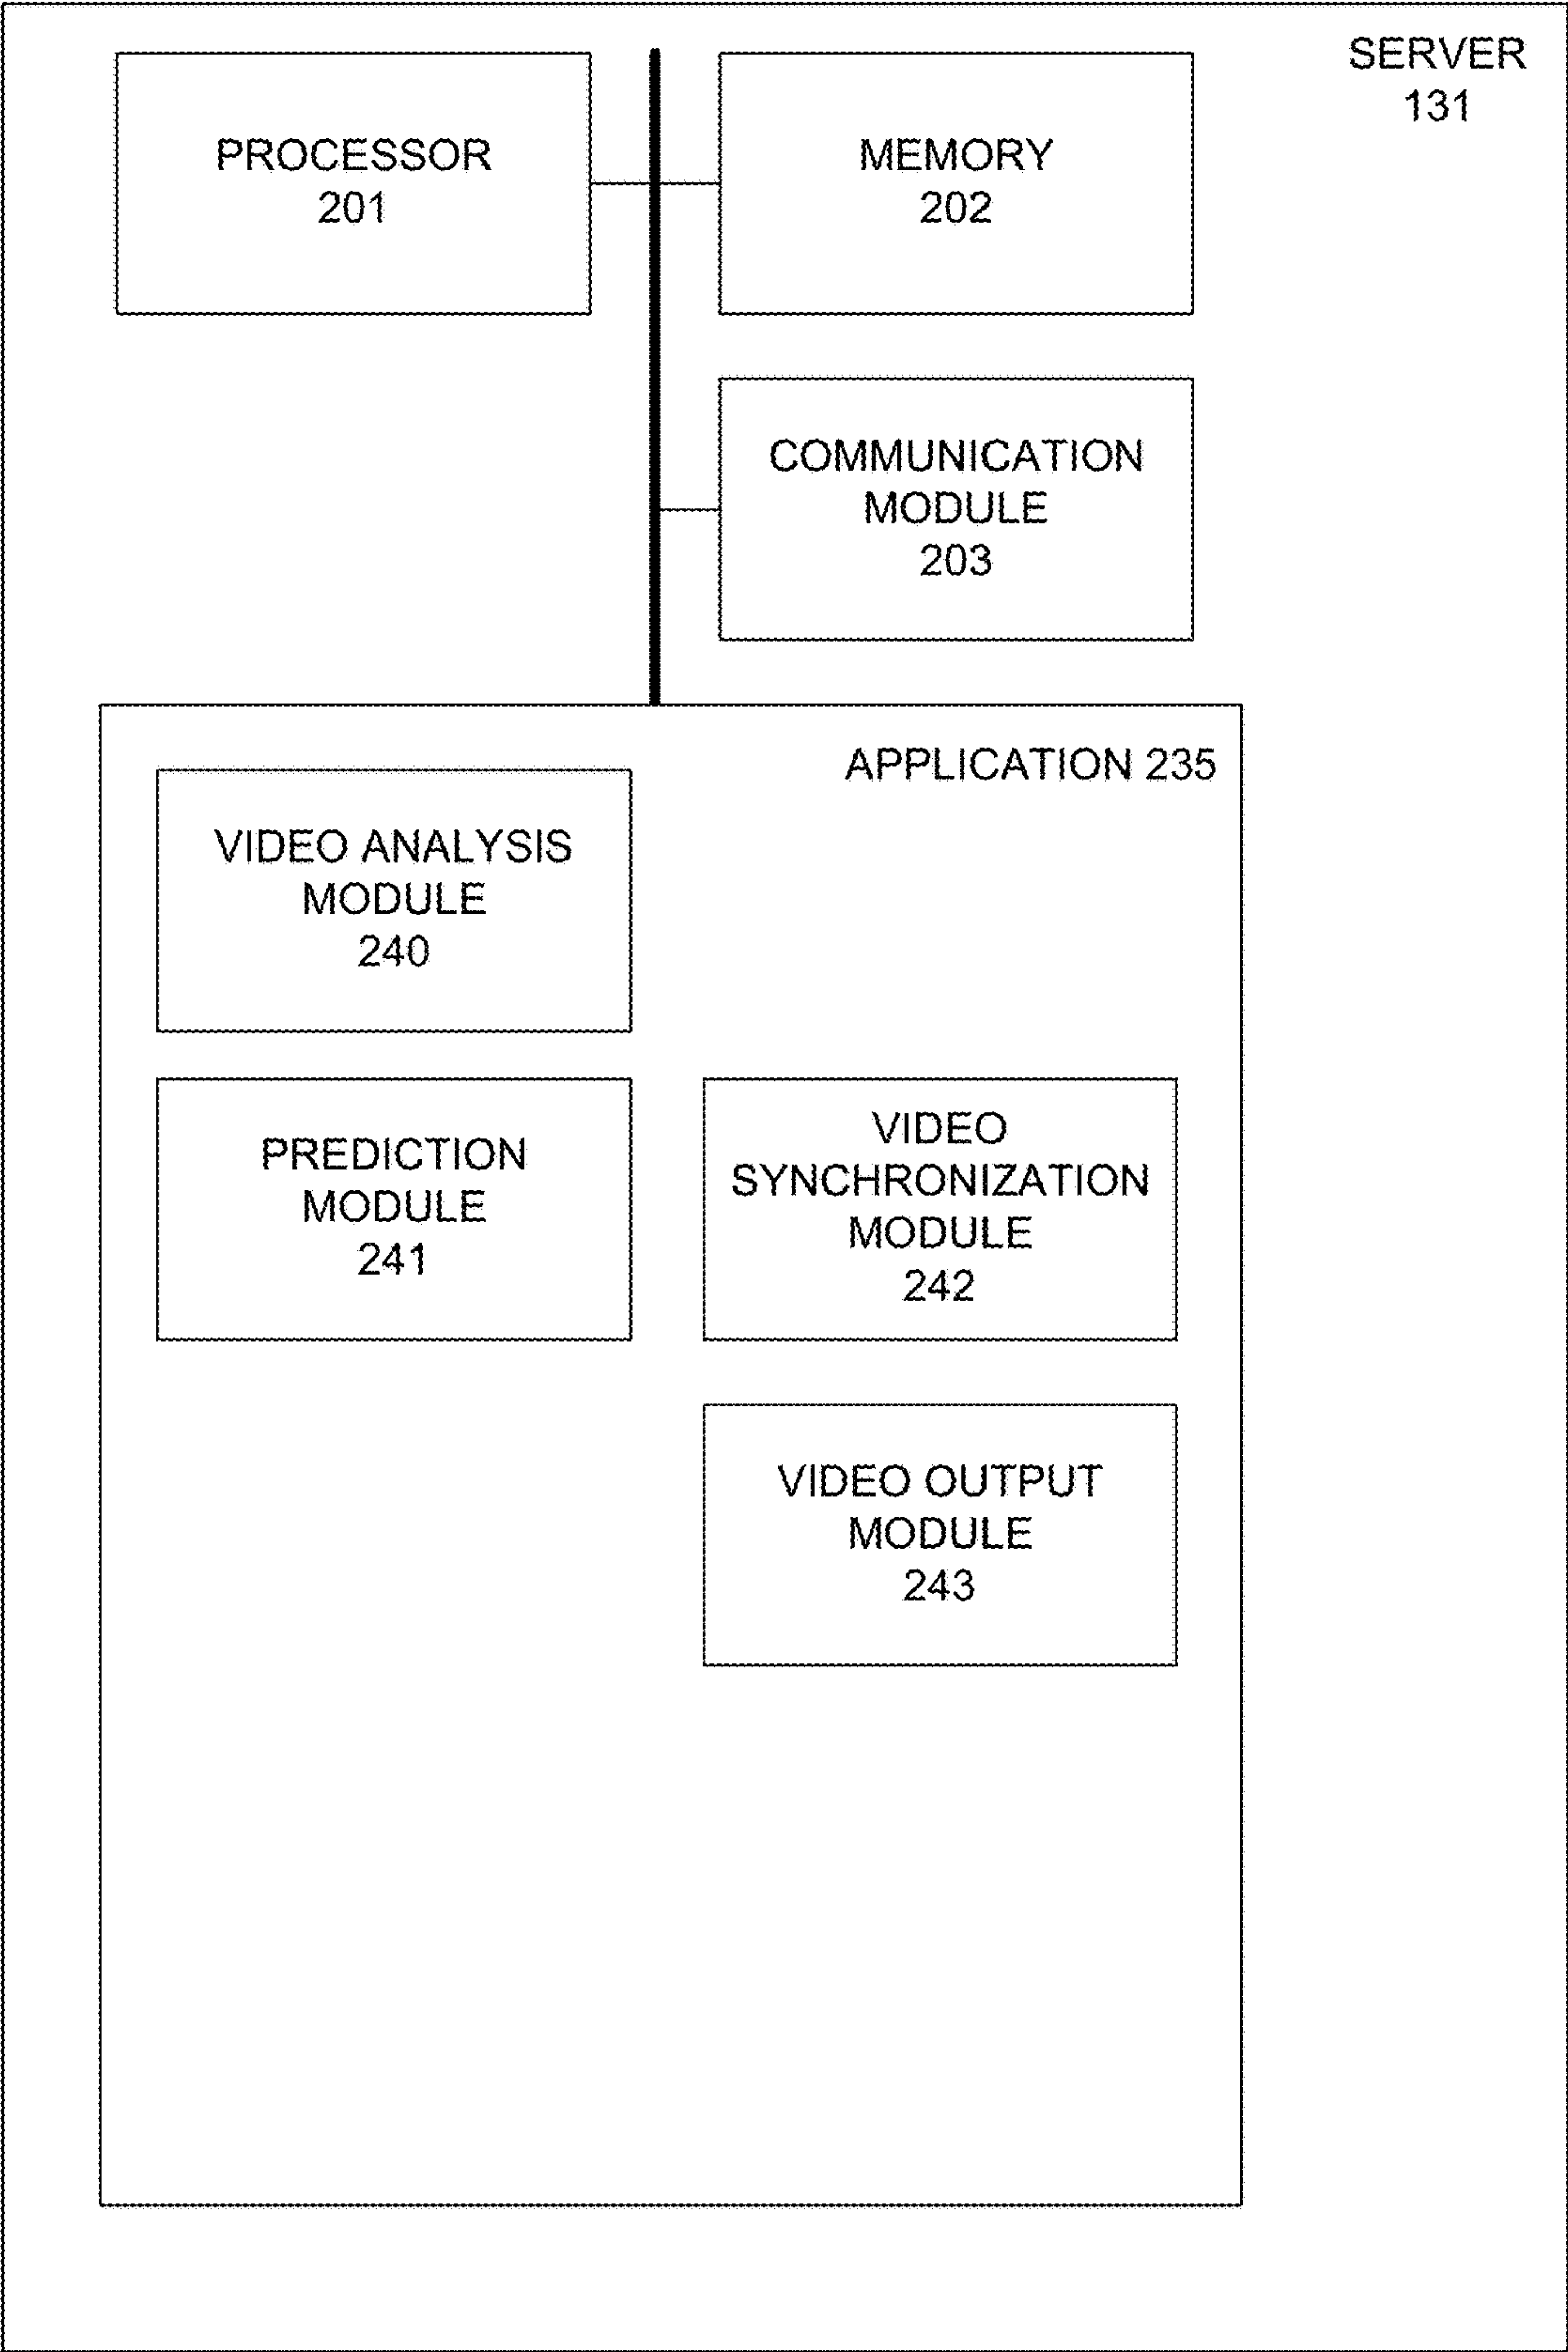 SERVER
131
PROCESSOR
201
MEMORY
202
COMMUNICATION
MODULE
203
APPLICATION 235
VIDEO ANALYSIS
MODULE
240
PREDICTION
MODULE
241
VIDEO
SYNCHRONIZATION
MODULE
242
VIDEO OUTPUT
MODULE
243